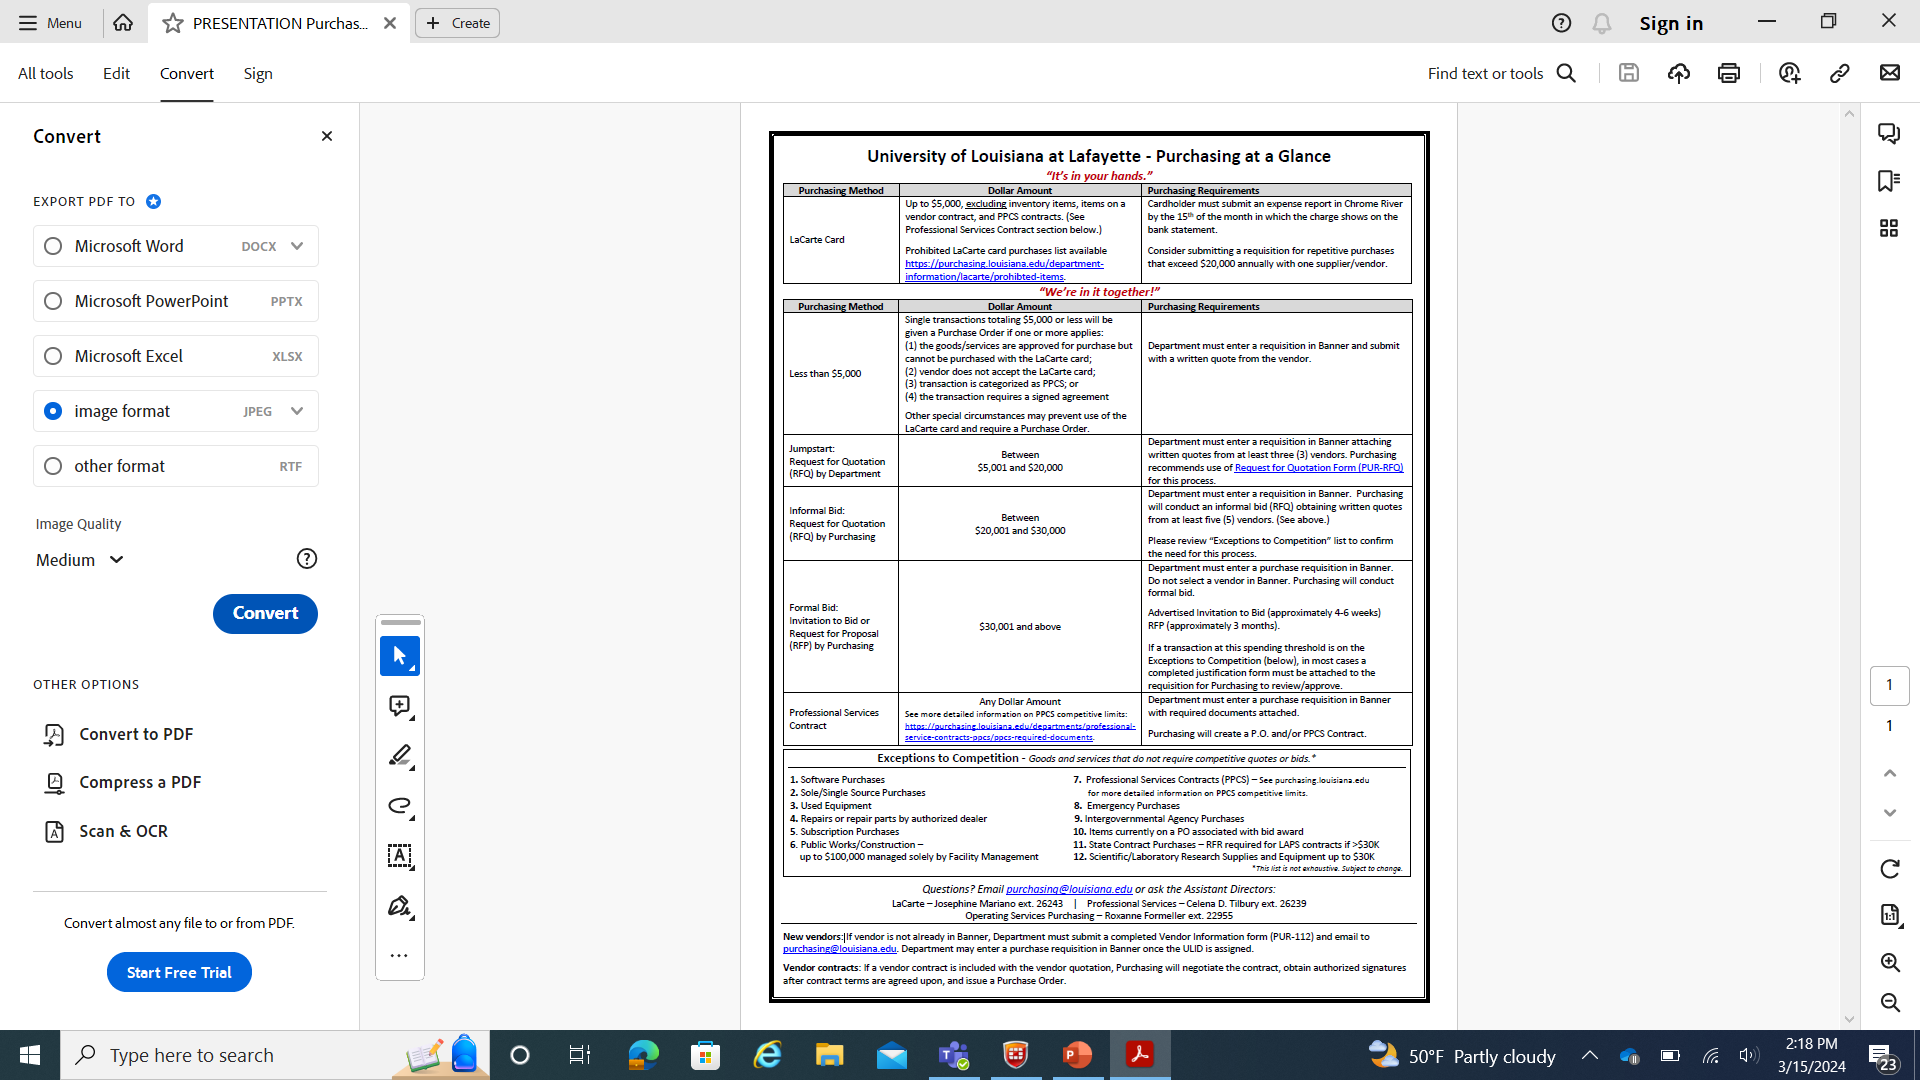 Menu
PRESENTATION Purchas...
Create
Sign in
All tools
Edit
Convert
Sign
Find text or tools
Convert
EXPORT PDF TO
Microsoft Word DOCX
Microsoft PowerPoint PPTX
Microsoft Excel XLSX
image format JPEG
other format RTF
Image Quality
Medium
Convert
OTHER OPTIONS
Convert to PDF
Compress a PDF
Scan & OCR
Convert almost any file to or from PDF.
Start Free Trial
University of Louisiana at Lafayette - Purchasing at a Glance
“It’s in your hands.”
Purchasing Method
Dollar Amount
Purchasing Requirements
LaCarte Card
Up to $5,000, excluding inventory items, items on a
vendor contract, and PPCS contracts. (See
Professional Services Contract section below.)
Prohibited LaCarte card purchases list available
https://purchasing.louisiana.edu/department-
information/lacarte/prohibted-items.
Cardholder must submit an expense report in Chrome River
by the 15th of the month in which the charge shows on the
bank statement.
Consider submitting a requisition for repetitive purchases
that exceed $20,000 annually with one supplier/vendor.
“We’re in it together!”
Purchasing Method
Dollar Amount
Purchasing Requirements
Less than $5,000
Single transactions totaling $5,000 or less will be
given a Purchase Order if one or more applies:
(1) the goods/services are approved for purchase but
cannot be purchased with the LaCarte card;
(2) vendor does not accept the LaCarte card;
(3) transaction is categorized as PPCS; or
(4) the transaction requires a signed agreement
Other special circumstances may prevent use of the
LaCarte card and require a Purchase Order.
Department must enter a requisition in Banner and submit
with a written quote from the vendor.
Jumpstart:
Request for Quotation
(RFQ) by Department
Between
$5,001 and $20,000
Department must enter a requisition in Banner attaching
written quotes from at least three (3) vendors. Purchasing
recommends use of Request for Quotation Form (PUR-RFQ)
for this process.
Informal Bid:
Request for Quotation
(RFQ) by Purchasing
Between
$20,001 and $30,000
Department must enter a requisition in Banner. Purchasing
will conduct an informal bid (RFQ) obtaining written quotes
from at least five (5) vendors. (See above.)
Please review “Exceptions to Competition” list to confirm
the need for this process.
Formal Bid:
Invitation to Bid or
Request for Proposal
(RFP) by Purchasing
$30,001 and above
Department must enter a purchase requisition in Banner.
Do not select a vendor in Banner. Purchasing will conduct
formal bid.
Advertised Invitation to Bid (approximately 4-6 weeks)
RFP (approximately 3 months).
If a transaction at this spending threshold is on the
Exceptions to Competition (below), in most cases a
completed justification form must be attached to the
requisition for Purchasing to review/approve.
Professional Services
Contract
Any Dollar Amount
See more detailed information on PPCS competitive limits:
https://purchasing.louisiana.edu/departments/professional-
service-contracts-ppcs/ppcs-required-documents.
Department must enter a purchase requisition in Banner
with required documents attached.
Purchasing will create a P.O. and/or PPCS Contract.
Exceptions to Competition - Goods and services that do not require competitive quotes or bids.*
1. Software Purchases
2. Sole/Single Source Purchases
3. Used Equipment
4. Repairs or repair parts by authorized dealer
5. Subscription Purchases
6. Public Works/Construction –
up to $100,000 managed solely by Facility Management
7. Professional Services Contracts (PPCS) – See purchasing.louisiana.edu
for more detailed information on PPCS competitive limits.
8. Emergency Purchases
9. Intergovernmental Agency Purchases
10. Items currently on a PO associated with bid award
11. State Contract Purchases – RFR required for LAPS contracts if >$30K
12. Scientific/Laboratory Research Supplies and Equipment up to $30K
*This list is not exhaustive. Subject to change.
Questions? Email purchasing@louisiana.edu or ask the Assistant Directors:
LaCarte – Josephine Mariano ext. 26243 | Professional Services – Celena D. Tilbury ext. 26239
Operating Services Purchasing – Roxanne Formeller ext. 22955
New vendors: If vendor is not already in Banner, Department must submit a completed Vendor Information form (PUR-112) and email to
purchasing@louisiana.edu. Department may enter a purchase requisition in Banner once the ULID is assigned.
Vendor contracts: If a vendor contract is included with the vendor quotation, Purchasing will negotiate the contract, obtain authorized signatures
after contract terms are agreed upon, and issue a Purchase Order.
1
1
1:1
Type here to search
50°F Partly cloudy
2:18 PM
3/15/2024
23